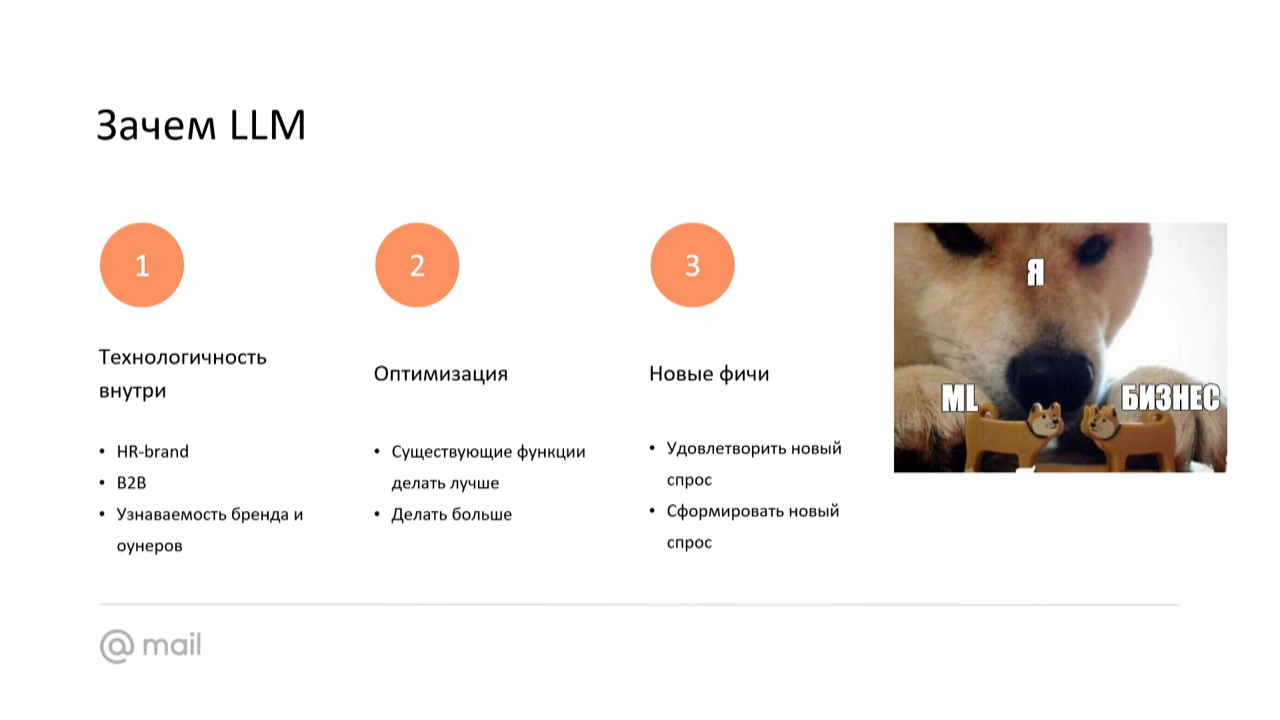 Зачем LLM
1
Технологичность
внутри
• HR-brand
• B2B
• Узнаваемость бренда и
оунеров
2
Оптимизация
• Существующие функции
делать лучше
• Делать больше
3
Новые фичи
• Удовлетворить новый
спрос
• Сформировать новый
спрос
Я
ML
БИЗНЕС
@ mail